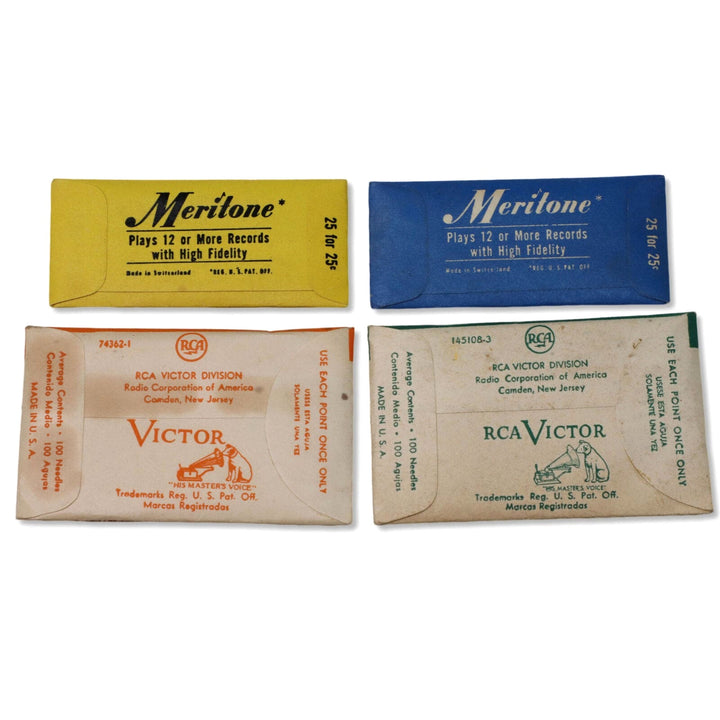 Meritone*
Plays 12 or More Records
with High Fidelity
Made in Switzerland *REG. U. S. PAT. OFF.
25 for 25¢
Meritone*
Plays 12 or More Records
with High Fidelity
Made in Switzerland *REG. U. S. PAT. OFF.
25 for 25¢
74362-1
RCA
RCA VICTOR DIVISION
Radio Corporation of America
Camden, New Jersey
VICTOR
"HIS MASTER'S VOICE"
Trademarks Reg. U. S. Pat. Off.
Marcas Registradas
Average Contents - 100 Needles
Contenido Medio - 100 Agujas
MADE IN U. S. A.
USE EACH POINT ONCE ONLY
USESE ESTA AGUJA
SOLAMENTE UNA VEZ
145108-3
RCA
RCA VICTOR DIVISION
Radio Corporation of America
Camden, New Jersey
RCA VICTOR
"HIS MASTER'S VOICE"
Trademarks Reg. U. S. Pat. Off.
Marcas Registradas
Average Contents - 100 Needles
Contenido Medio - 100 Agujas
MADE IN U. S. A.
USE EACH POINT ONCE ONLY
USESE ESTA AGUJA
SOLAMENTE UNA VEZ